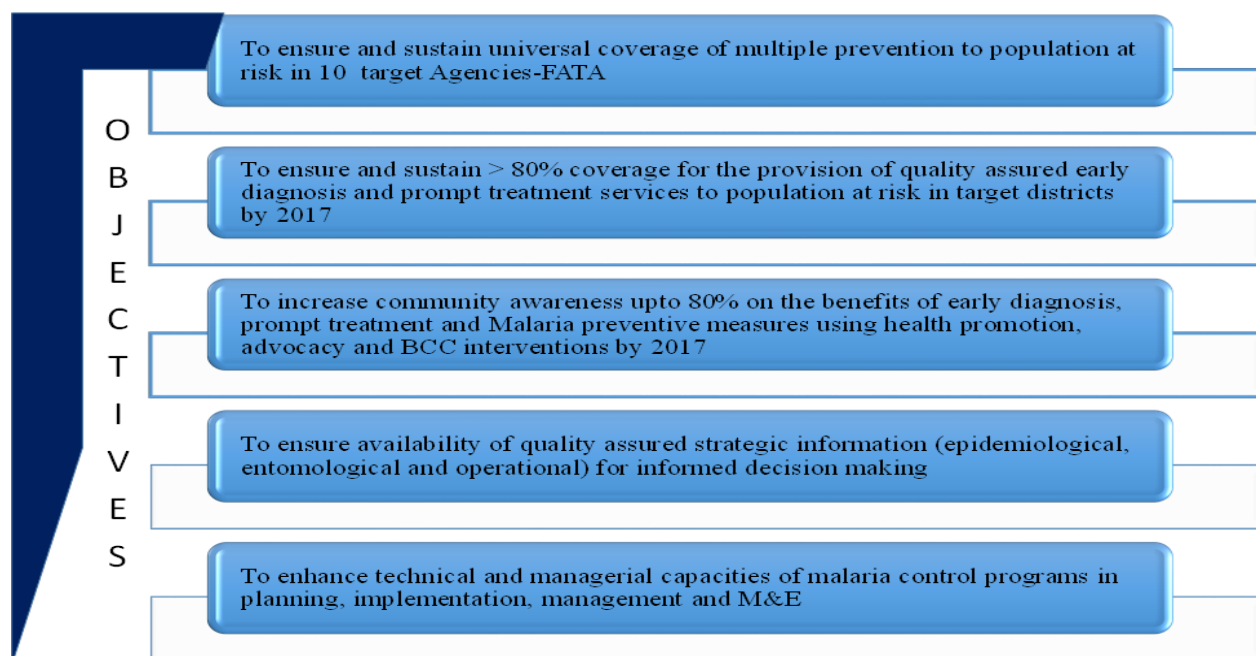 OBJECTIVES
To ensure and sustain universal coverage of multiple prevention to population at
risk in 10 target Agencies-FATA
To ensure and sustain > 80% coverage for the provision of quality assured early
diagnosis and prompt treatment services to population at risk in target districts
by 2017
To increase community awareness upto 80% on the benefits of early diagnosis,
prompt treatment and Malaria preventive measures using health promotion,
advocacy and BCC interventions by 2017
To ensure availability of quality assured strategic information (epidemiological,
entomological and operational) for informed decision making
To enhance technical and managerial capacities of malaria control programs in
planning, implementation, management and M&E